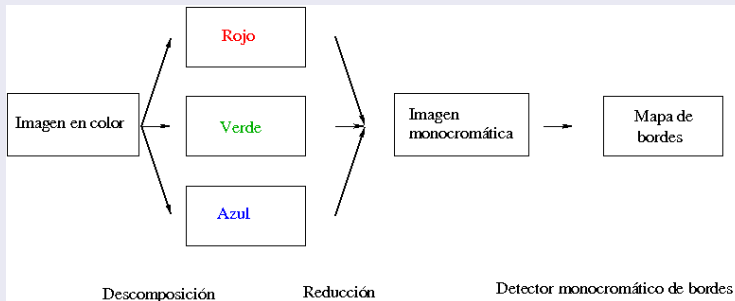 Rojo
Imagen en color
Verde
Azul
Imagen
monocromática
Mapa de
bordes
Descomposición
Reducción
Detector monocromático de bordes